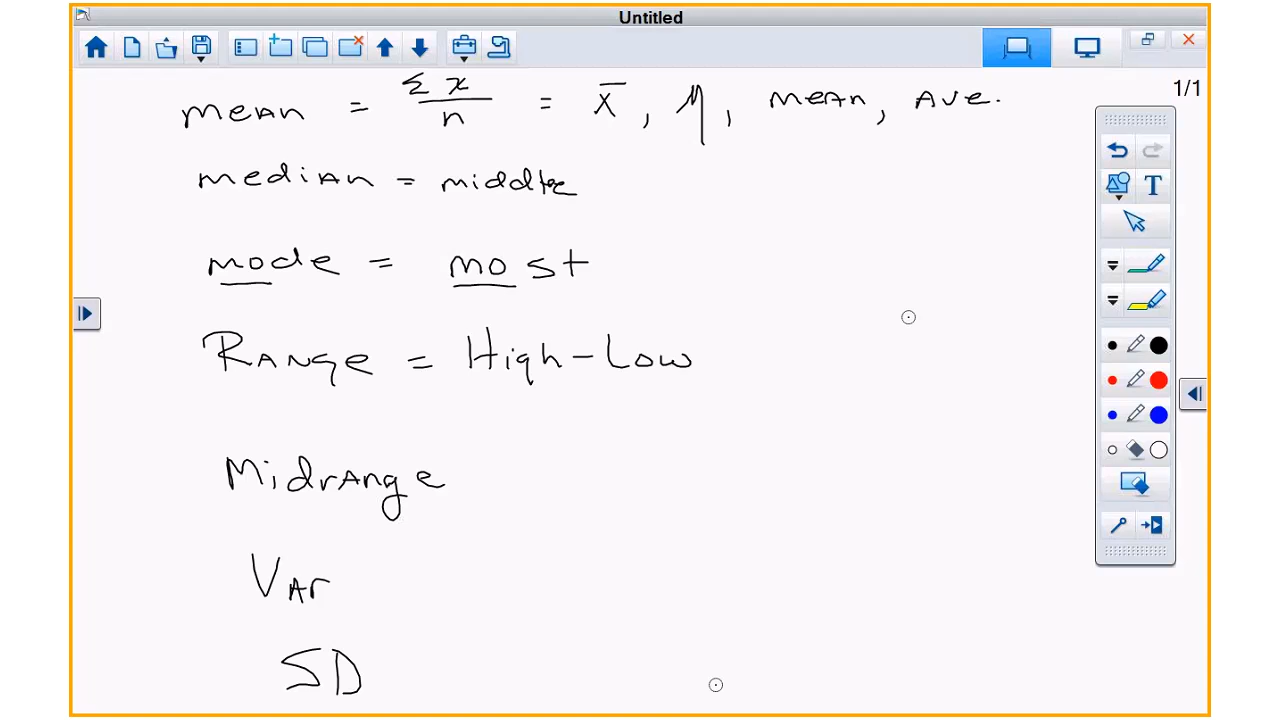 Untitled
1/1
mean = Σx/n = x̄, μ, mean, Ave.
median = middle
mode = most
Range = High-Low
Midrange
Var
SD
T